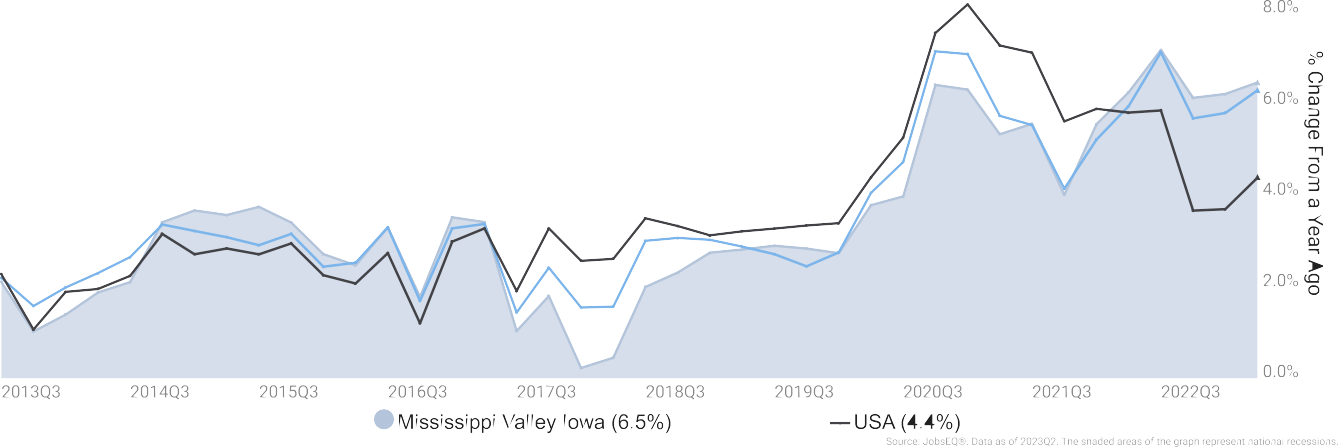 8.0%
6.0%
4.0%
2.0%
0.0%
% Change From a Year Ago
2013Q3 2014Q3 2015Q3 2016Q3 2017Q3 2018Q3 2019Q3 2020Q3 2021Q3 2022Q3
Mississippi Valley Iowa (6.5%) USA (4.4%)
Source: JobsEQ®. Data as of 2023Q2. The shaded areas of the graph represent national recessions.